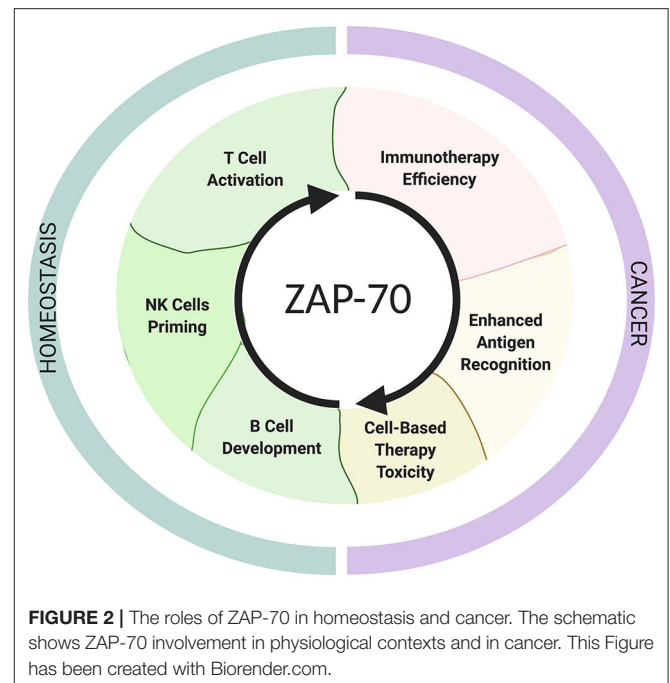 HOMEOSTASIS
CANCER
T Cell
Activation
Immunotherapy
Efficiency
NK Cells
Priming
ZAP-70
Enhanced
Antigen
Recognition
B Cell
Development
Cell-Based
Therapy
Toxicity
FIGURE 2 | The roles of ZAP-70 in homeostasis and cancer. The schematic
shows ZAP-70 involvement in physiological contexts and in cancer. This Figure
has been created with Biorender.com.